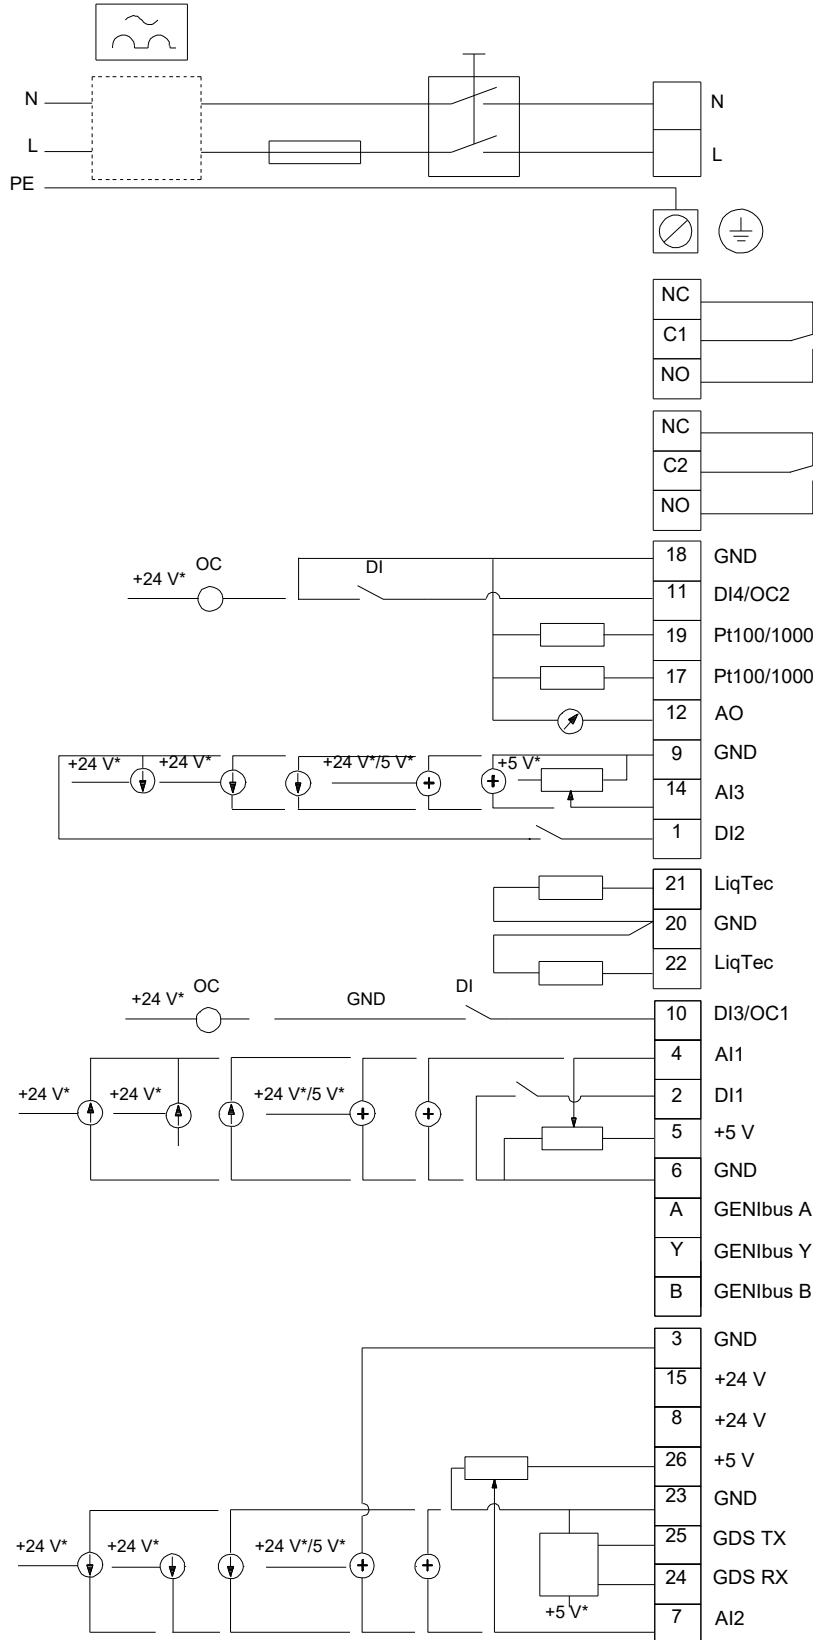 N
N
L
L
PE
NC
C1
NO
NC
C2
NO
18 GND
+24 V* OC DI
11 DI4/OC2
19 Pt100/1000
17 Pt100/1000
12 AO
9 GND
+24 V* +24 V* +24 V*/5 V* +5 V*
14 AI3
1 DI2
21 LiqTec
20 GND
22 LiqTec
+24 V* OC GND DI
10 DI3/OC1
4 AI1
+24 V* +24 V* +24 V*/5 V*
2 DI1
5 +5 V
6 GND
A GENIbus A
Y GENIbus Y
B GENIbus B
3 GND
15 +24 V
8 +24 V
26 +5 V
23 GND
25 GDS TX
+24 V* +24 V* +24 V*/5 V*
24 GDS RX
+5 V*
7 AI2